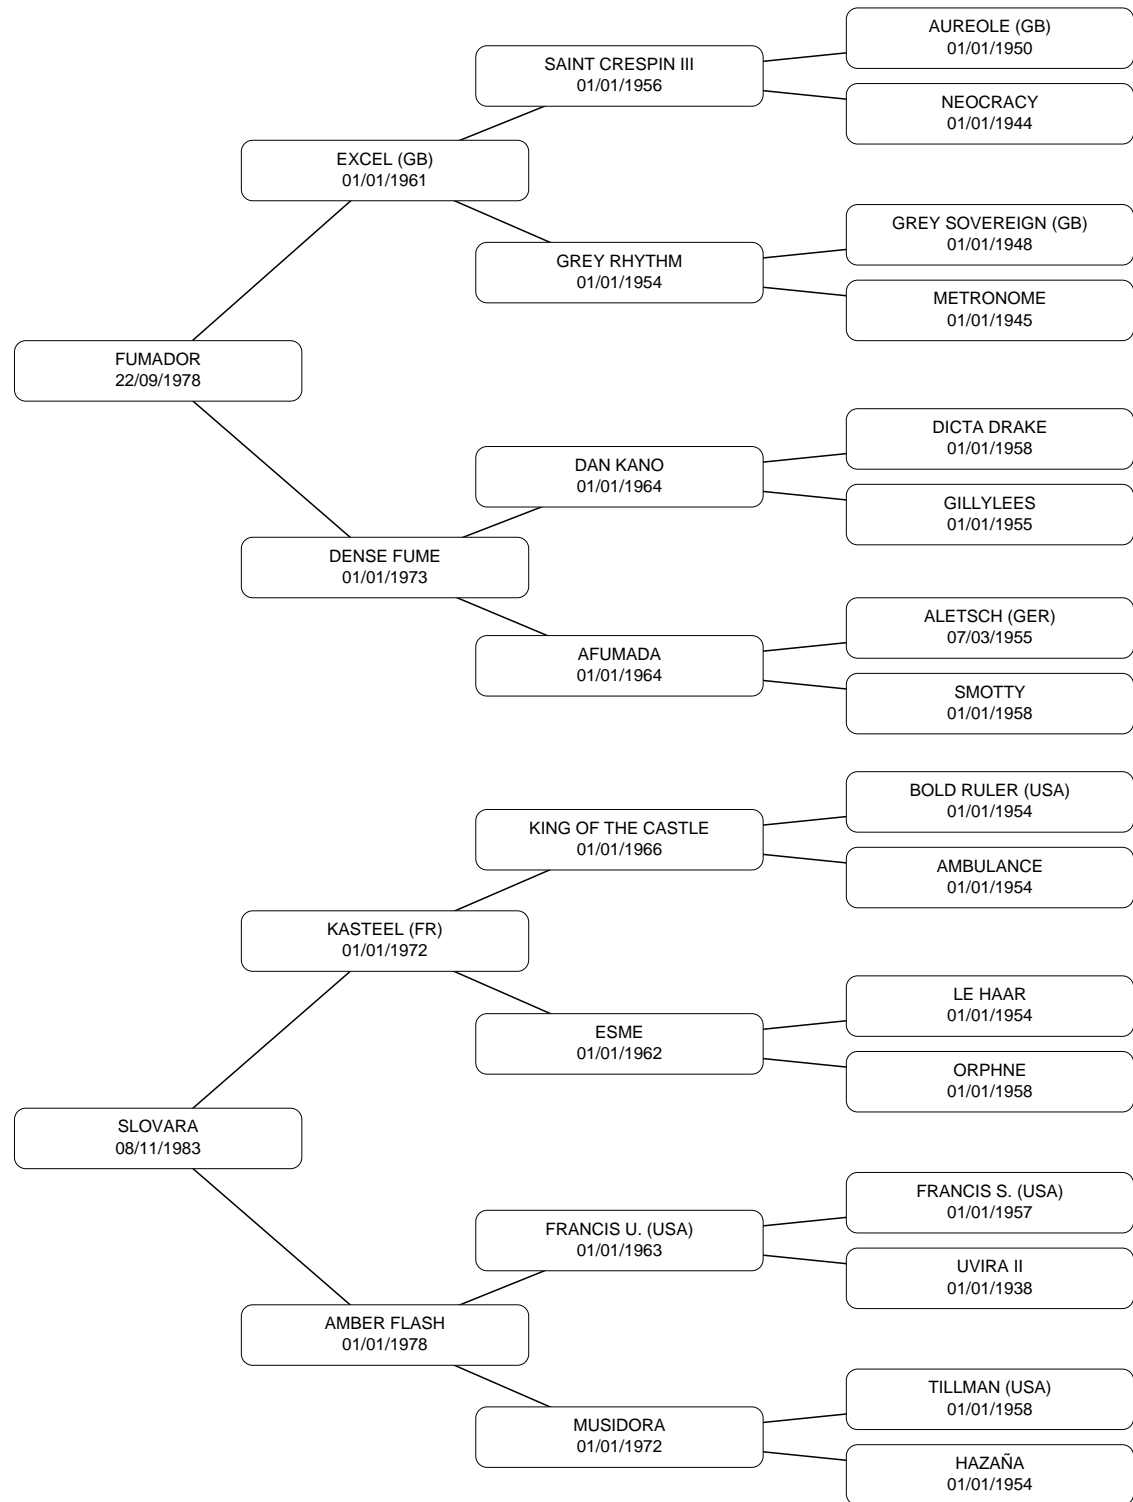 AUREOLE (GB)
01/01/1950
SAINT CRESPIN III
01/01/1956
NEOCRACY
01/01/1944
EXCEL (GB)
01/01/1961
GREY SOVEREIGN (GB)
01/01/1948
GREY RHYTHM
01/01/1954
METRONOME
01/01/1945
FUMADOR
22/09/1978
DICTA DRAKE
01/01/1958
DAN KANO
01/01/1964
GILLYLEES
01/01/1955
DENSE FUME
01/01/1973
ALETSCH (GER)
07/03/1955
AFUMADA
01/01/1964
SMOTTY
01/01/1958
BOLD RULER (USA)
01/01/1954
KING OF THE CASTLE
01/01/1966
AMBULANCE
01/01/1954
KASTEEL (FR)
01/01/1972
LE HAAR
01/01/1954
ESME
01/01/1962
ORPHNE
01/01/1958
SLOVARA
08/11/1983
FRANCIS S. (USA)
01/01/1957
FRANCIS U. (USA)
01/01/1963
UVIRA II
01/01/1938
AMBER FLASH
01/01/1978
TILLMAN (USA)
01/01/1958
MUSIDORA
01/01/1972
HAZAÑA
01/01/1954